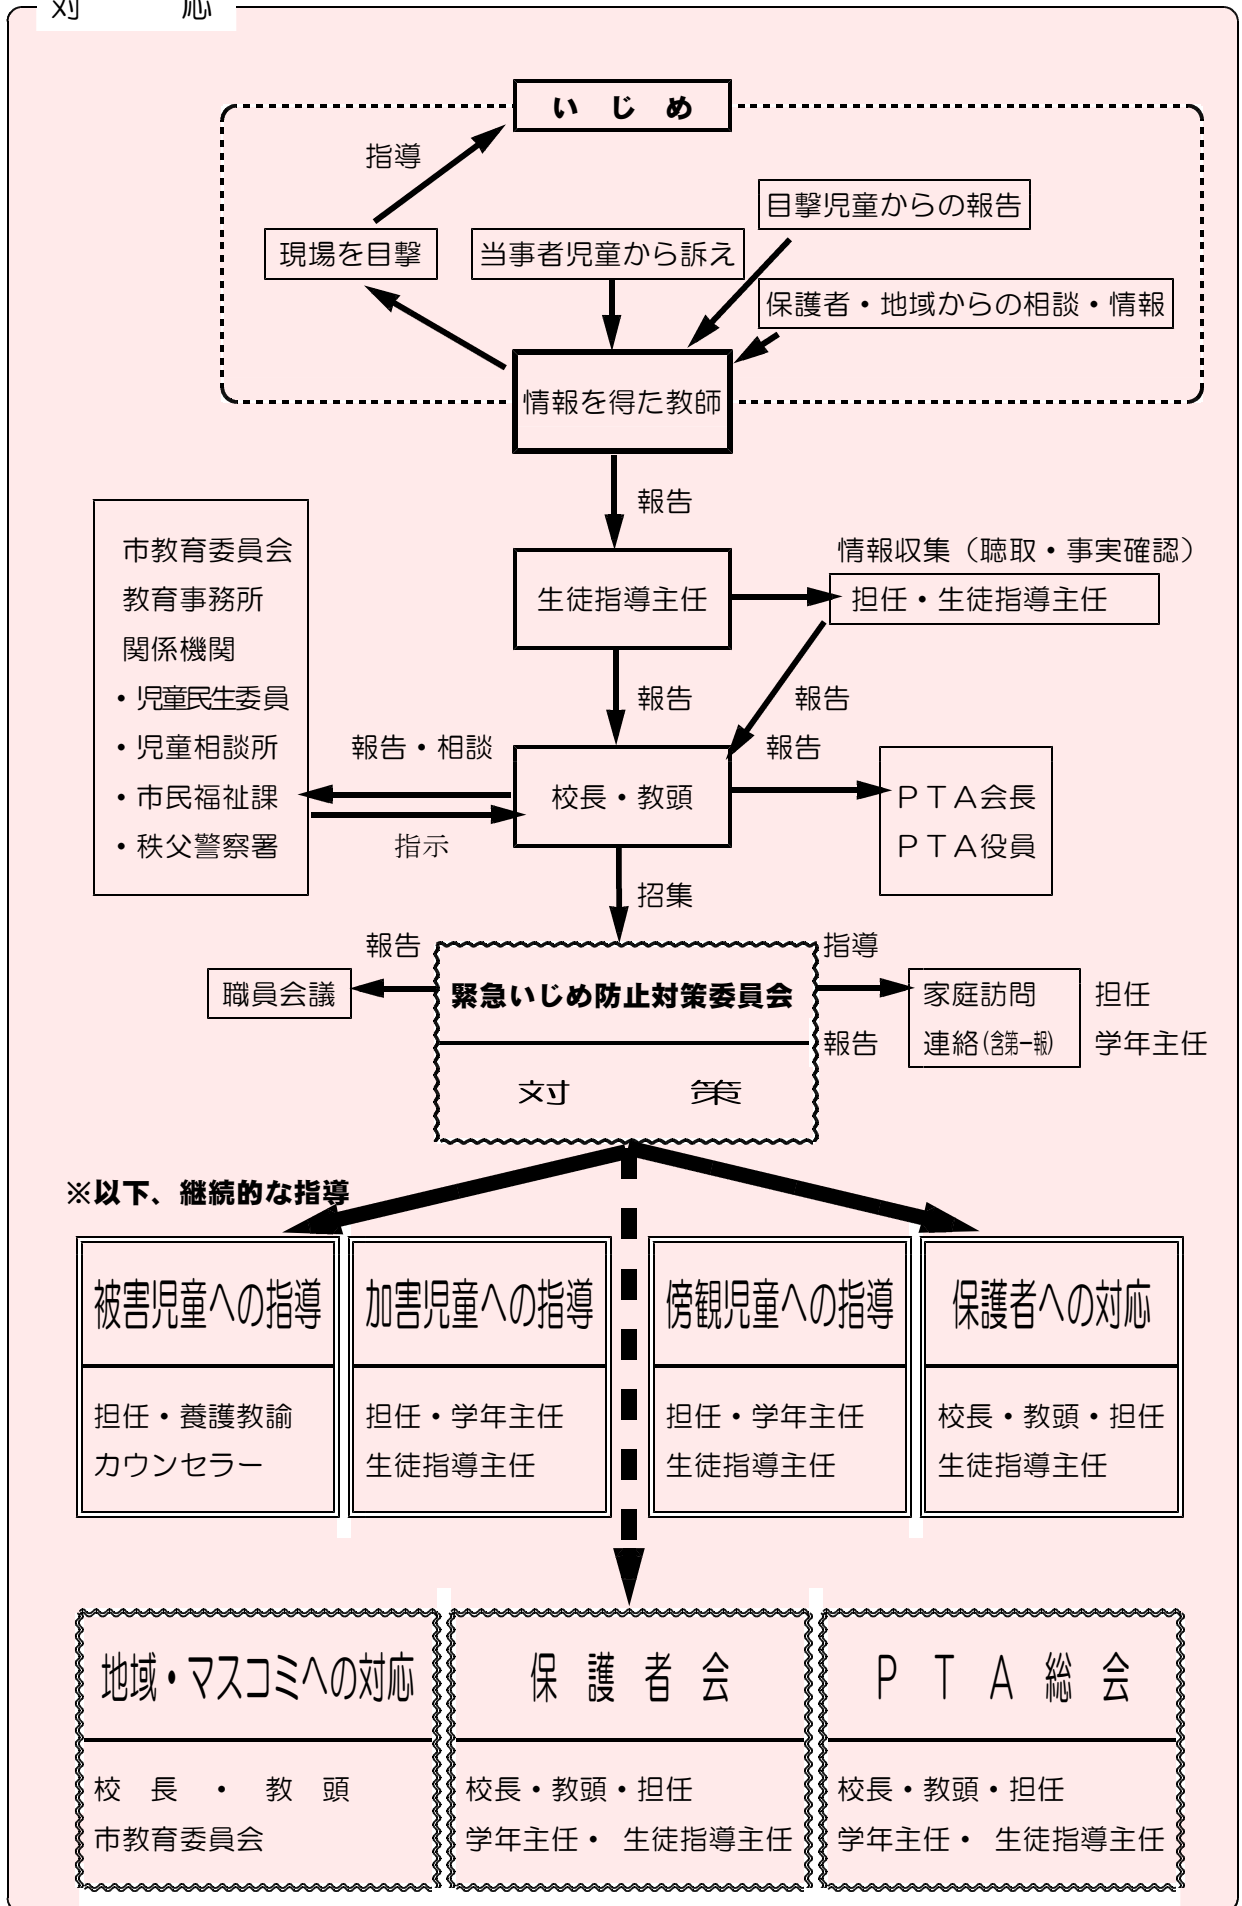 対　　応
い　じ　め
指導
目撃児童からの報告
現場を目撃
当事者児童から訴え
保護者・地域からの相談・情報
情報を得た教師
報告
市教育委員会
教育事務所
関係機関
・児童民生委員
・児童相談所
・市民福祉課
・秩父警察署
情報収集（聴取・事実確認）
生徒指導主任
担任・生徒指導主任
報告
報告
報告・相談
報告
校長・教頭
指示
ＰＴＡ会長
ＰＴＡ役員
招集
報告
指導
職員会議
緊急いじめ防止対策委員会
家庭訪問
担任
報告
連絡(含第一報)
学年主任
対　　策
※以下、継続的な指導
被害児童への指導
担任・養護教諭
カウンセラー
加害児童への指導
担任・学年主任
生徒指導主任
傍観児童への指導
担任・学年主任
生徒指導主任
保護者への対応
校長・教頭・担任
生徒指導主任
地域・マスコミへの対応
校　長　・　教　頭
市教育委員会
保　護　者　会
校長・教頭・担任
学年主任・ 生徒指導主任
Ｐ　Ｔ　Ａ　総　会
校長・教頭・担任
学年主任・ 生徒指導主任